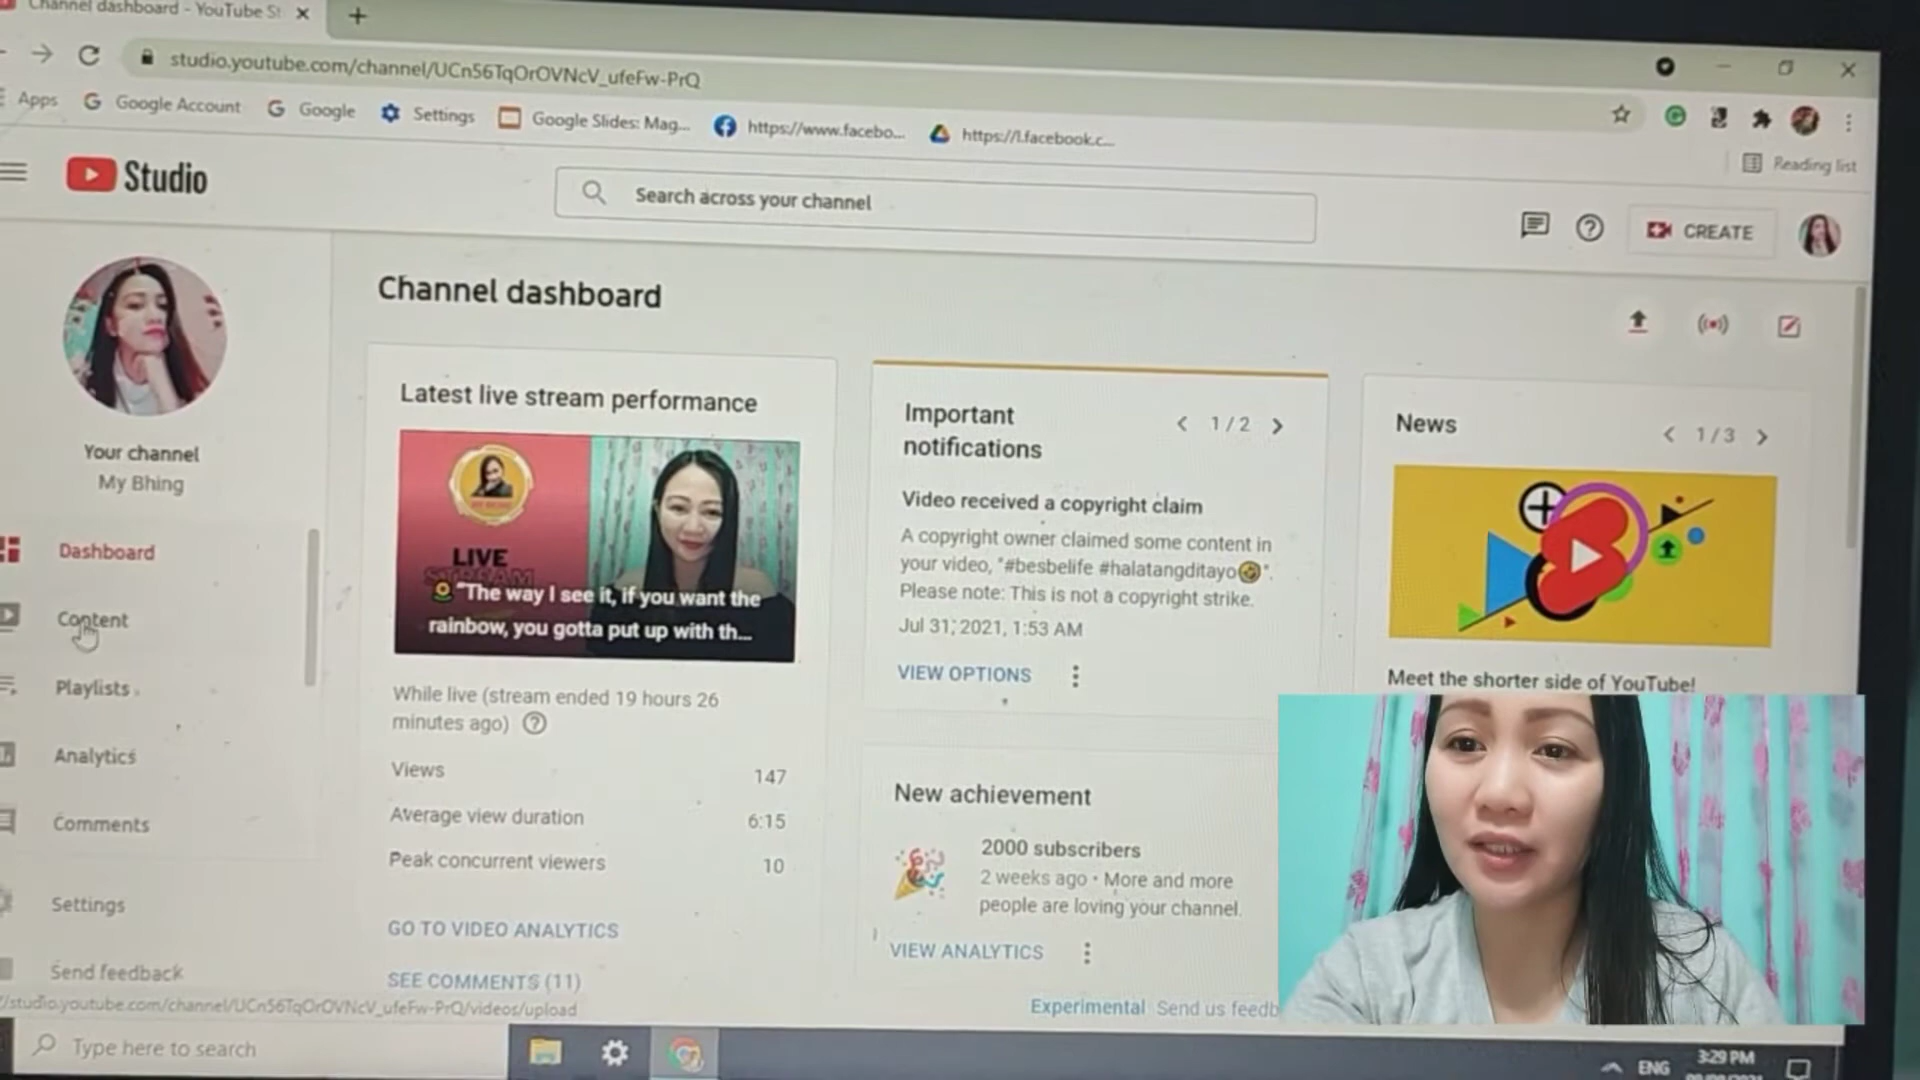 Channel dashboard - YouTube St
studio.youtube.com/channel/UCn56TqOrOVNcV_ufeFw-PrQ
Apps
Google Account
Google
Settings
Google Slides: Mag...
https://www.facebo...
https://l.facebook.c...
Reading list
Studio
Search across your channel
CREATE
Channel dashboard
Your channel
My Bhing
Dashboard
Content
Playlists
Analytics
Comments
Settings
Send feedback
Latest live stream performance
LIVE
STREAM
"The way I see it, if you want the
rainbow, you gotta put up with th...
While live (stream ended 19 hours 26
minutes ago)
Views 147
Average view duration 6:15
Peak concurrent viewers 10
GO TO VIDEO ANALYTICS
SEE COMMENTS (11)
Important
notifications
1 / 2
Video received a copyright claim
A copyright owner claimed some content in
your video, "#besbelife #halatangditayo🤣".
Please note: This is not a copyright strike.
Jul 31, 2021, 1:53 AM
VIEW OPTIONS
New achievement
2000 subscribers
2 weeks ago • More and more
people are loving your channel.
VIEW ANALYTICS
Experimental Send us feedb
News
1 / 3
Meet the shorter side of YouTube!
/studio.youtube.com/channel/UCn56TqOrOVNcV_ufeFw-PrQ/videos/upload
Type here to search
ENG
3:29 PM